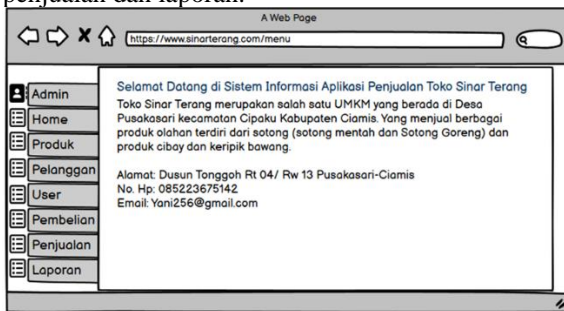 penjualan dan laporan.
A Web Page
https://www.sinarterang.com/menu
Admin
Home
Produk
Pelanggan
User
Pembelian
Penjualan
Laporan
Selamat Datang di Sistem Informasi Aplikasi Penjualan Toko Sinar Terang
Toko Sinar Terang merupakan salah satu UMKM yang berada di Desa
Pusakasari kecamatan Cipaku Kabupaten Ciamis. Yang menjual berbagai
produk olahan terdiri dari sotong (sotong mentah dan Sotong Goreng) dan
produk cibay dan keripik bawang.
Alamat: Dusun Tonggoh Rt 04/ Rw 13 Pusakasari-Ciamis
No. Hp: 085223675142
Email: Yani256@gmail.com